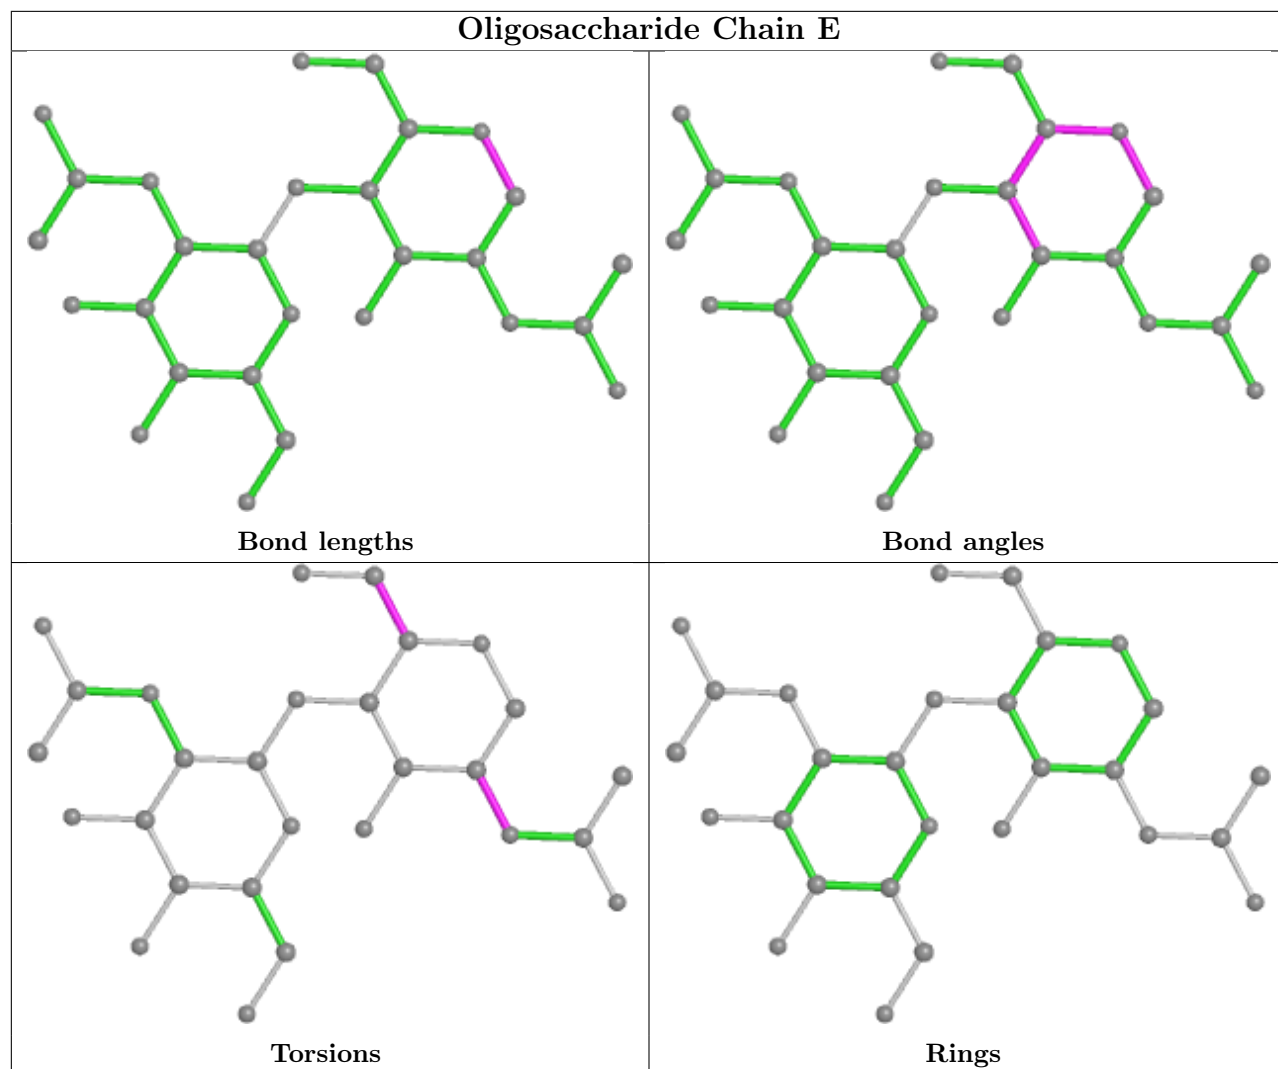 Oligosaccharide Chain E
Bond lengths
Bond angles
Torsions
Rings